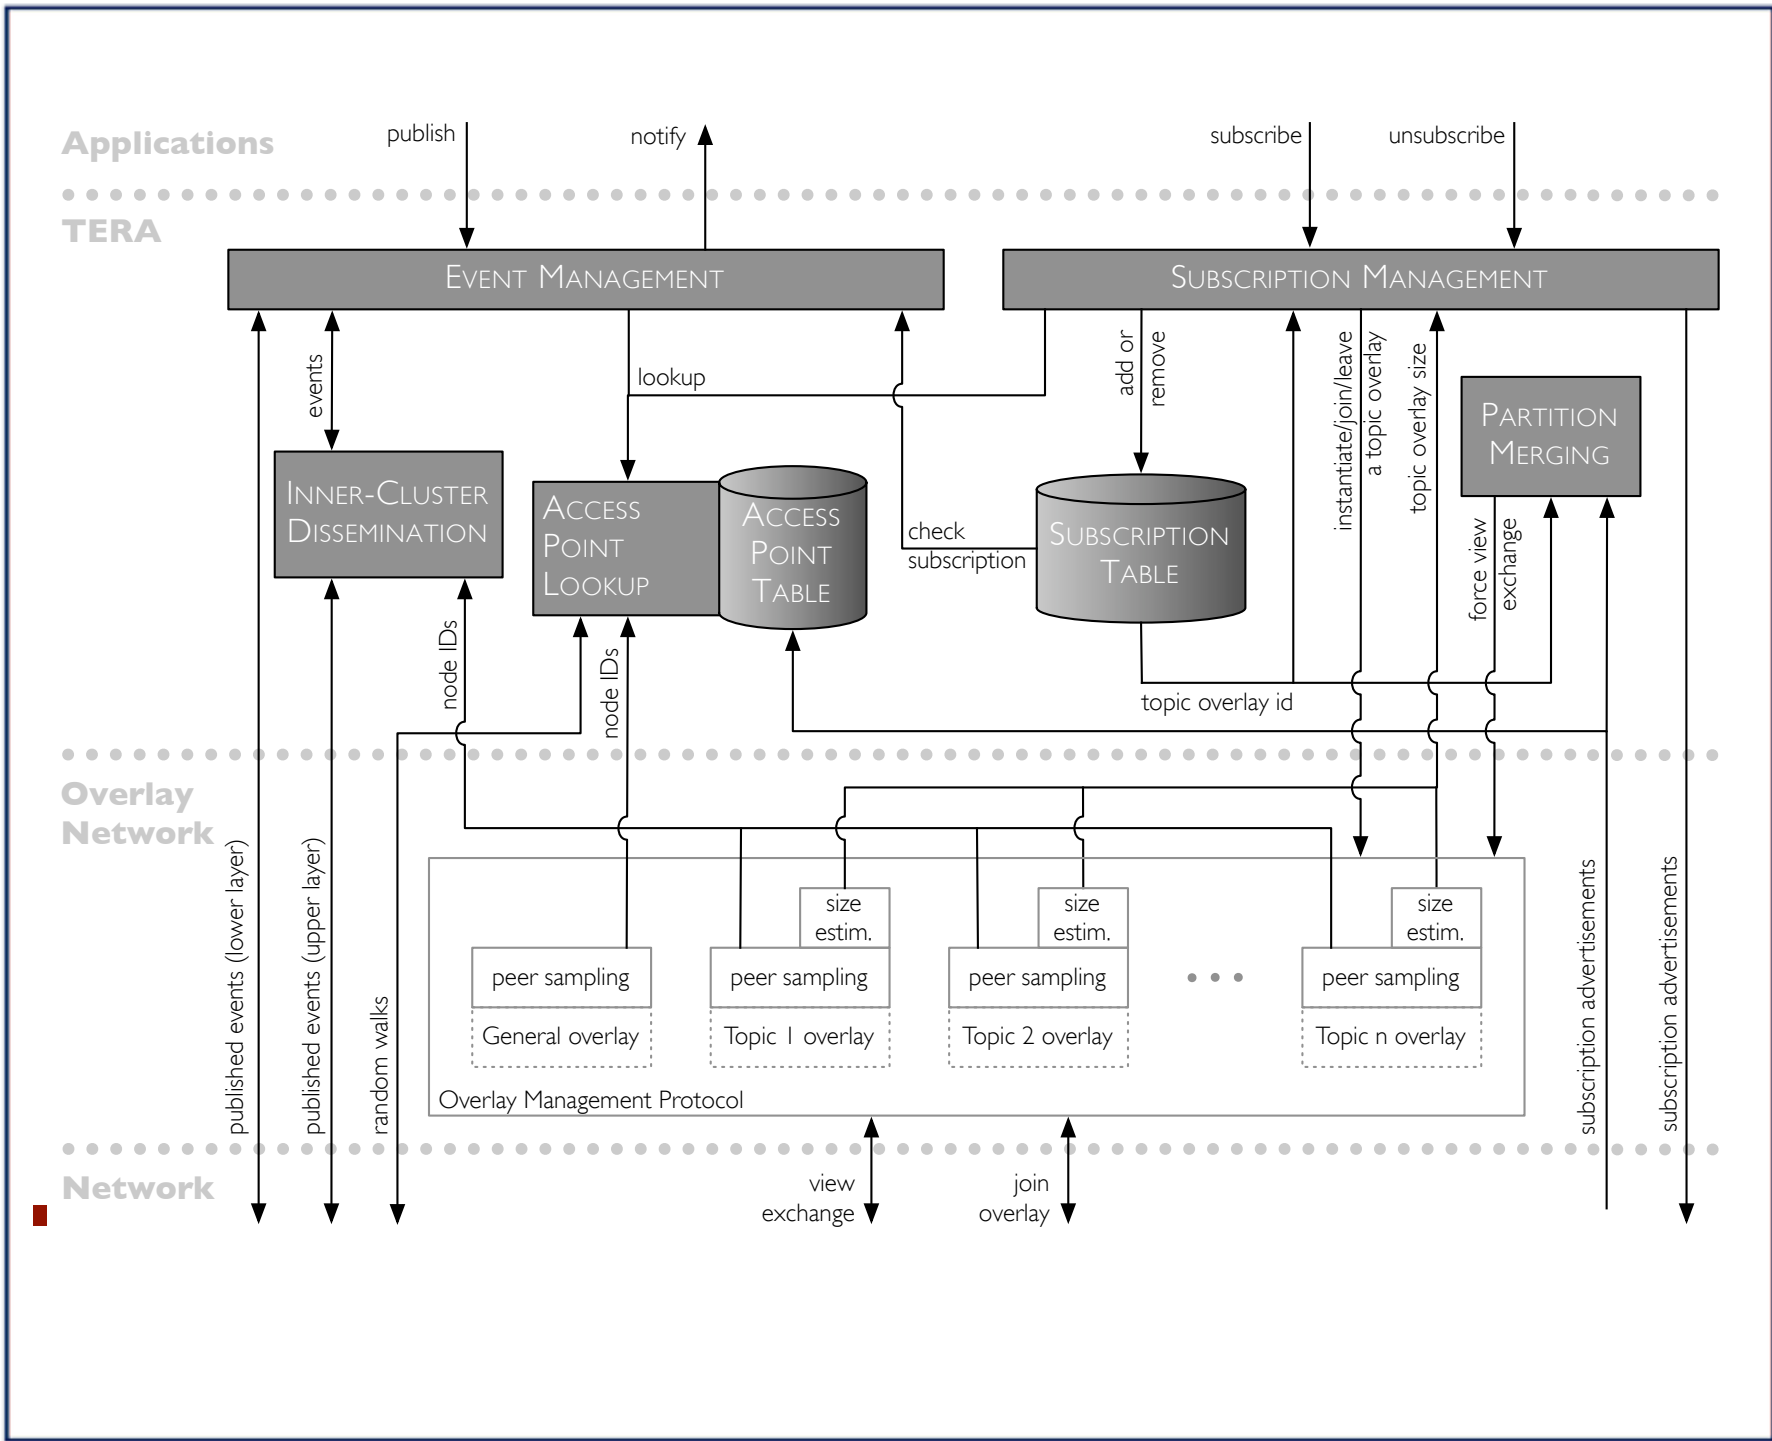 Applications
publish
notify
subscribe
unsubscribe
TERA
EVENT MANAGEMENT
SUBSCRIPTION MANAGEMENT
events
lookup
add or
remove
instantiate/join/leave
a topic overlay
topic overlay size
PARTITION
MERGING
INNER-CLUSTER
DISSEMINATION
ACCESS
POINT
LOOKUP
ACCESS
POINT
TABLE
check
subscription
SUBSCRIPTION
TABLE
force view
exchange
node IDs
node IDs
topic overlay id
Overlay
Network
published events (lower layer)
published events (upper layer)
random walks
size
estim.
size
estim.
size
estim.
peer sampling
peer sampling
peer sampling
peer sampling
General overlay
Topic 1 overlay
Topic 2 overlay
Topic n overlay
Overlay Management Protocol
subscription advertisements
subscription advertisements
Network
view
exchange
join
overlay